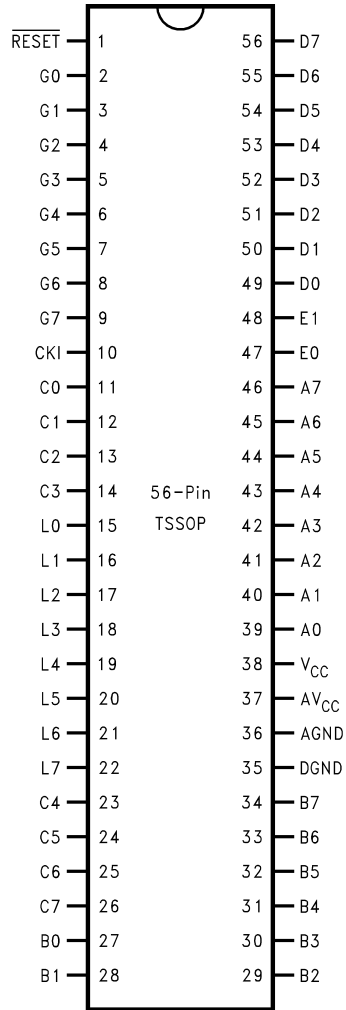 RESET 1 56 D7
G0 2 55 D6
G1 3 54 D5
G2 4 53 D4
G3 5 52 D3
G4 6 51 D2
G5 7 50 D1
G6 8 49 D0
G7 9 48 E1
CKI 10 47 E0
C0 11 46 A7
C1 12 45 A6
C2 13 44 A5
C3 14 56-Pin 43 A4
L0 15 TSSOP 42 A3
L1 16 41 A2
L2 17 40 A1
L3 18 39 A0
L4 19 38 VCC
L5 20 37 AVCC
L6 21 36 AGND
L7 22 35 DGND
C4 23 34 B7
C5 24 33 B6
C6 25 32 B5
C7 26 31 B4
B0 27 30 B3
B1 28 29 B2